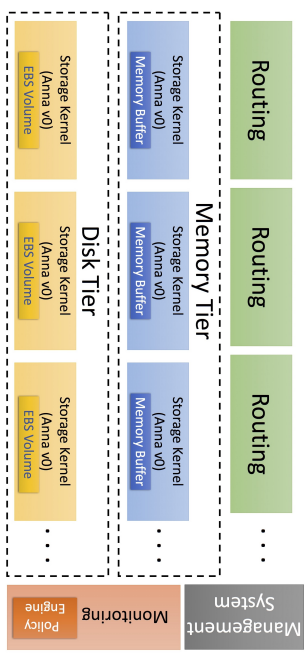 Routing
Routing
Routing
...
Memory Tier
Storage Kernel
(Anna v0)
Memory Buffer
Storage Kernel
(Anna v0)
Memory Buffer
Storage Kernel
(Anna v0)
Memory Buffer
...
Disk Tier
Storage Kernel
(Anna v0)
EBS Volume
Storage Kernel
(Anna v0)
EBS Volume
Storage Kernel
(Anna v0)
EBS Volume
...
Management
System
Monitoring
Policy
Engine